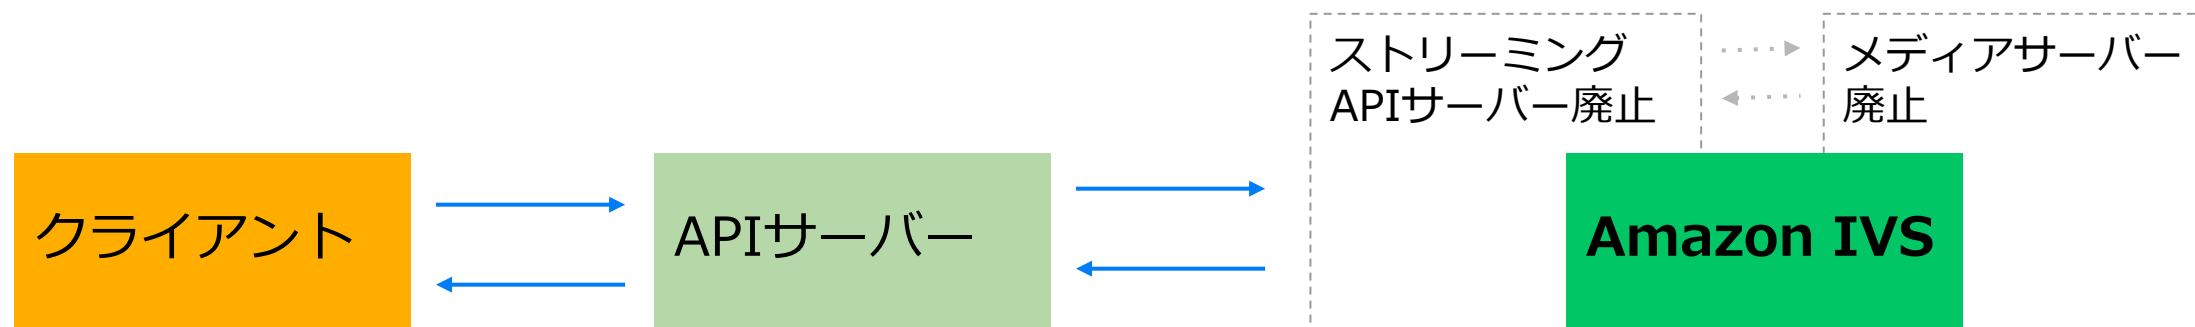 ストリーミング
APIサーバー廃止
メディアサーバー
廃止
クライアント
APIサーバー
Amazon IVS